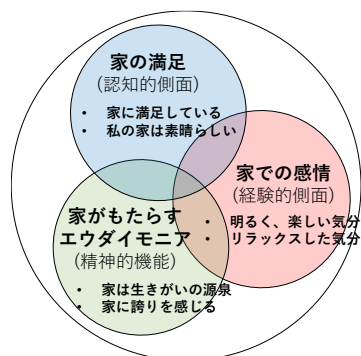 家の満足
(認知的側面)
• 家に満足している
• 私の家は素晴らしい
家での感情
(経験的側面)
• 明るく、楽しい気分
• リラックスした気分
家がもたらす
エウダイモニア
(精神的機能)
• 家は生きがいの源泉
• 家に誇りを感じる